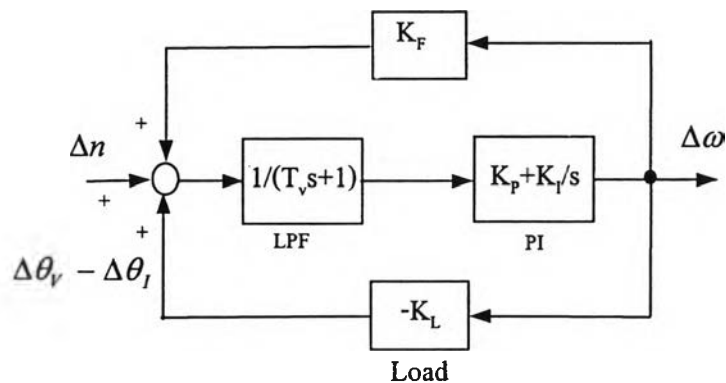 K_F
+
Δn
+
1/(T_v s+1)
LPF
K_P+K_I/s
PI
Δω
+
Δθ_V − Δθ_I
-K_L
Load